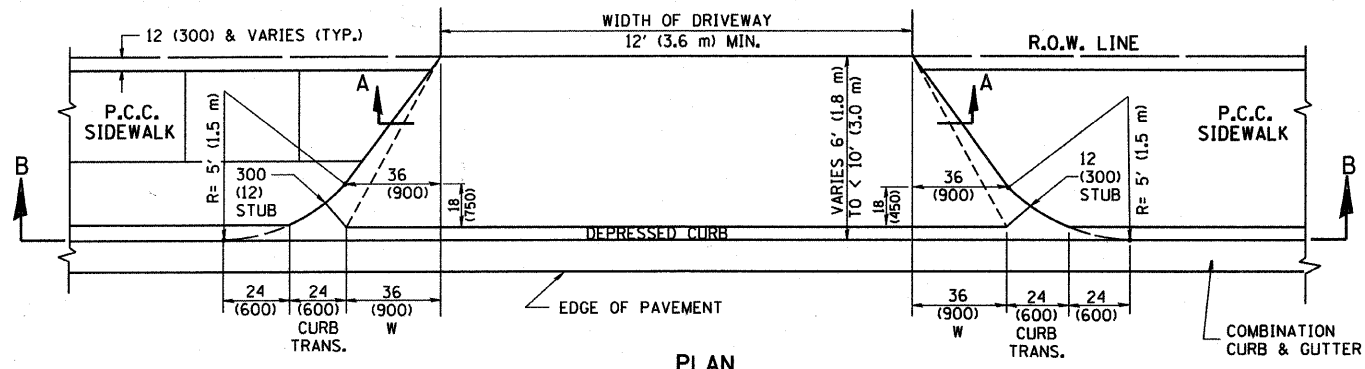 12 (300) & VARIES (TYP.)
WIDTH OF DRIVEWAY
12' (3.6 m) MIN.
R.O.W. LINE
A
A
P.C.C.
SIDEWALK
P.C.C.
SIDEWALK
R= 5' (1.5 m)
VARIES 6' (1.8 m)
TO < 10' (3.0 m)
R= 5' (1.5 m)
B
300
(12)
STUB
36
(900)
18
(750)
36
(900)
18
(450)
12
(300)
STUB
B
DEPRESSED CURB
24
(600)
24
(600)
CURB
TRANS.
36
(900)
W
EDGE OF PAVEMENT
36
(900)
W
24
(600)
CURB
TRANS.
24
(600)
COMBINATION
CURB & GUTTER
PLAN